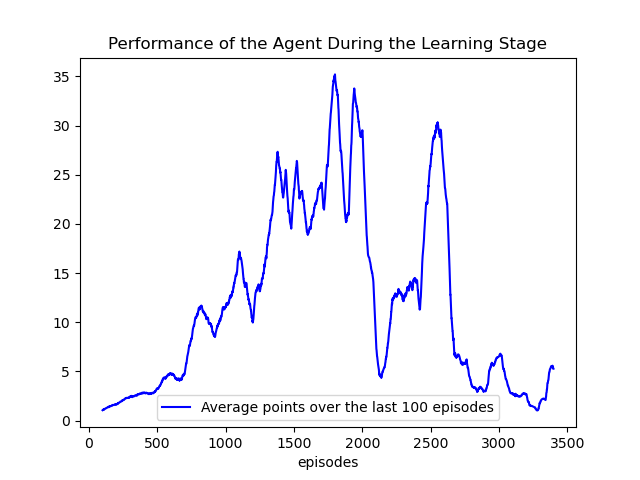 Performance of the Agent During the Learning Stage
35
30
25
20
15
10
5
0
Average points over the last 100 episodes
0 500 1000 1500 2000 2500 3000 3500
episodes